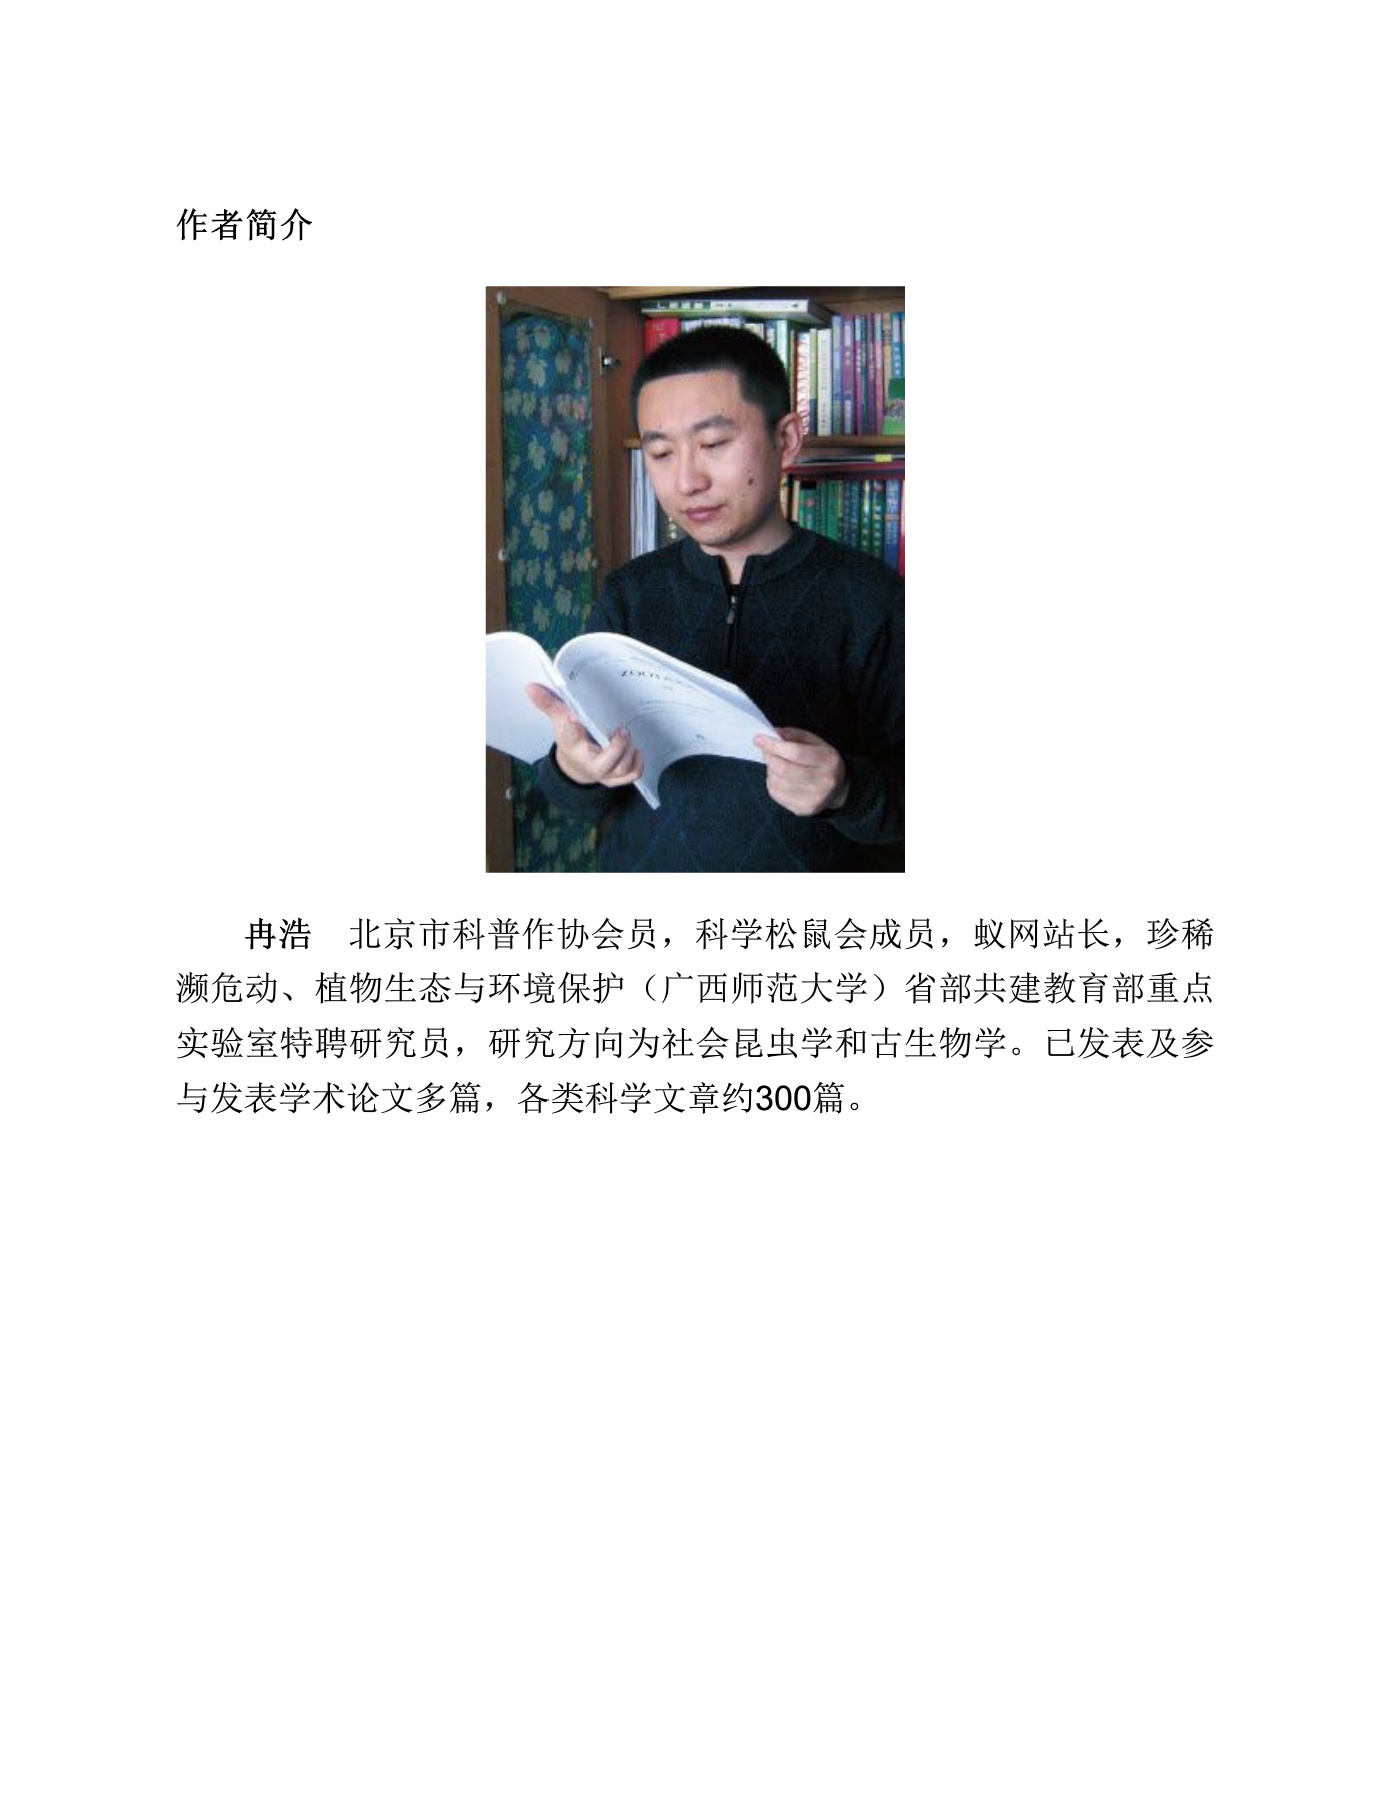 作者简介
冉浩　北京市科普作协会员，科学松鼠会成员，蚁网站长，珍稀
濒危动、植物生态与环境保护（广西师范大学）省部共建教育部重点
实验室特聘研究员，研究方向为社会昆虫学和古生物学。已发表及参
与发表学术论文多篇，各类科学文章约300篇。